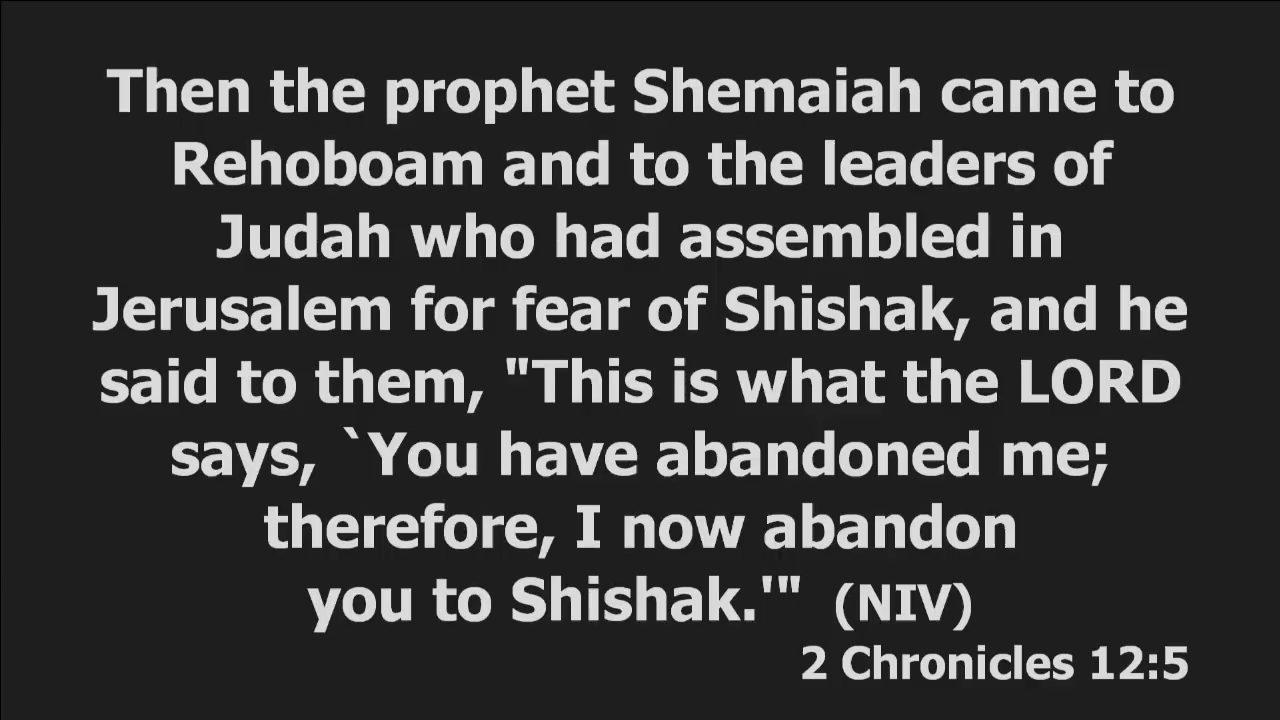 Then the prophet Shemaiah came to
Rehoboam and to the leaders of
Judah who had assembled in
Jerusalem for fear of Shishak, and he
said to them, "This is what the LORD
says, `You have abandoned me;
therefore, I now abandon
you to Shishak.'" (NIV)
2 Chronicles 12:5